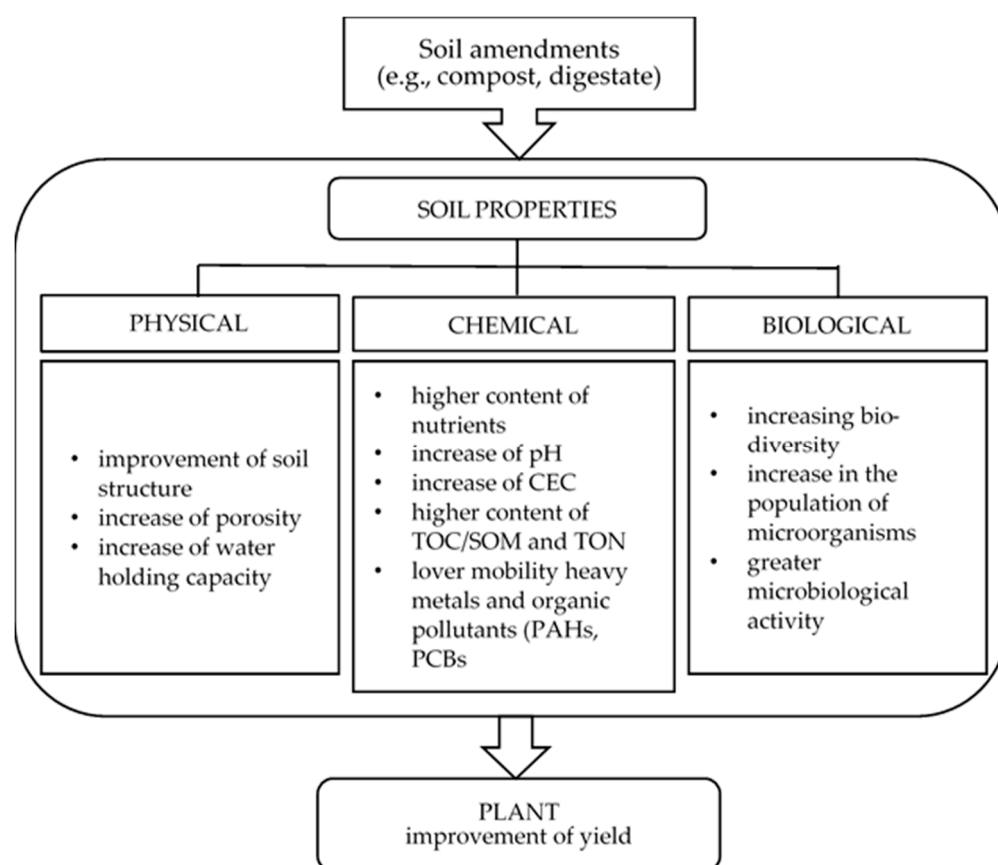 Soil amendments
(e.g., compost, digestate)
SOIL PROPERTIES
PHYSICAL
• improvement of soil
structure
• increase of porosity
• increase of water
holding capacity
CHEMICAL
• higher content of
nutrients
• increase of pH
• increase of CEC
• higher content of
TOC/SOM and TON
• lover mobility heavy
metals and organic
pollutants (PAHs,
PCBs
BIOLOGICAL
• increasing bio-
diversity
• increase in the
population of
microorganisms
• greater
microbiological
activity
PLANT
improvement of yield